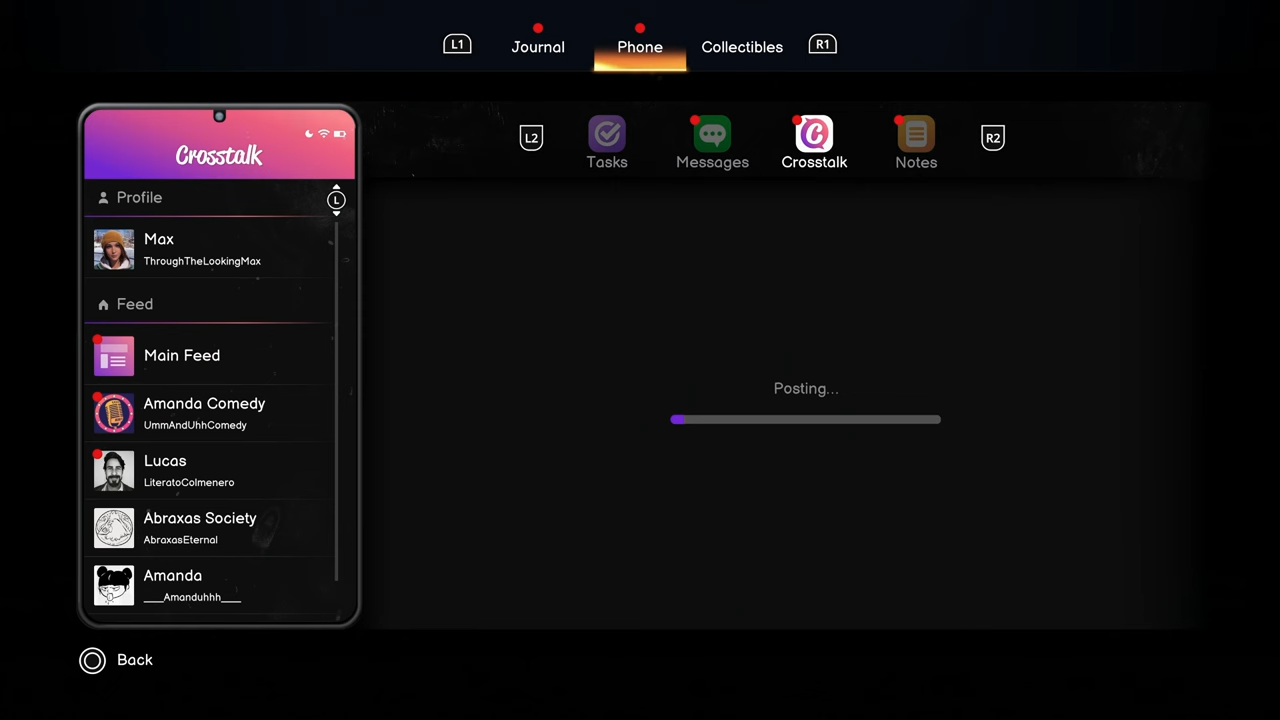 L1 Journal Phone Collectibles R1
Crosstalk
Profile
L
Max
ThroughTheLookingMax
Feed
Main Feed
Amanda Comedy
UmmAndUhhComedy
Lucas
LiteratoColmenero
Abraxas Society
AbraxasEternal
Amanda
___Amanduhhh___
L2 Tasks Messages Crosstalk Notes R2
Posting...
Back